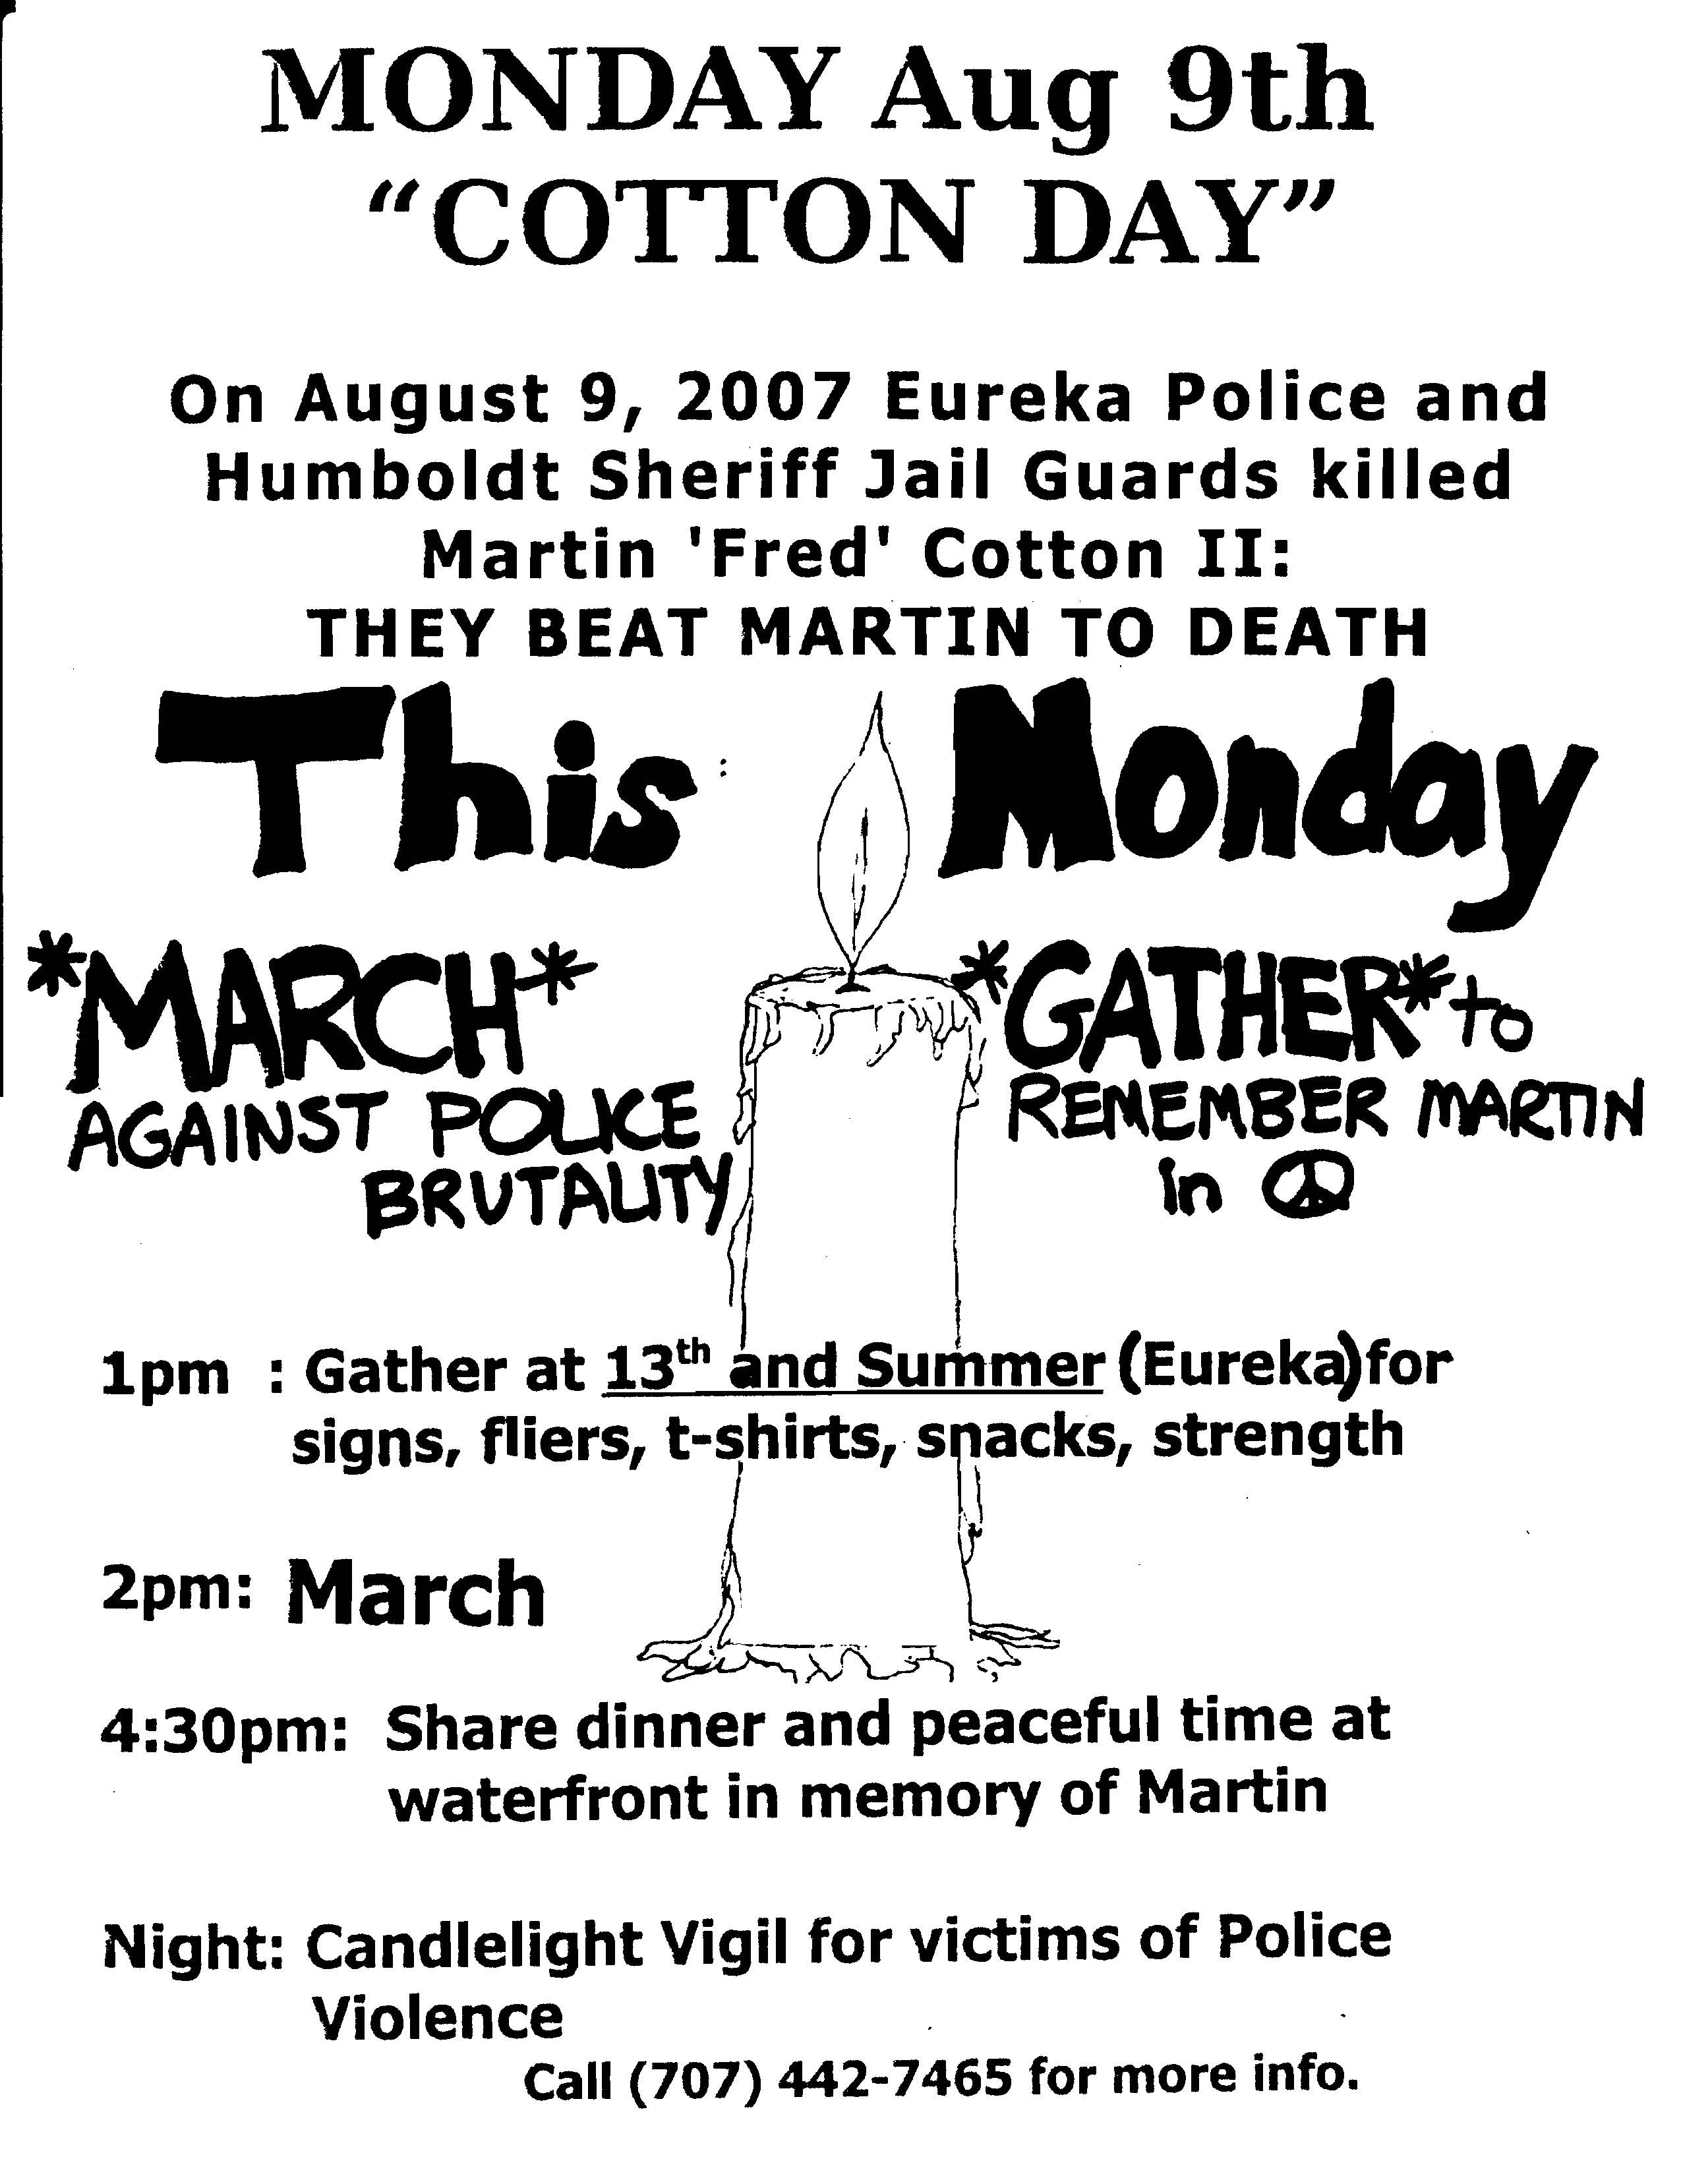 MONDAY Aug 9th
“COTTON DAY”
On August 9, 2007 Eureka Police and
Humboldt Sheriff Jail Guards killed
Martin 'Fred' Cotton II:
THEY BEAT MARTIN TO DEATH
This Monday
*MARCH*
AGAINST POLICE
BRUTALITY
*GATHER* to
REMEMBER MARTIN
in ☮
1pm : Gather at 13th and Summer (Eureka) for
signs, fliers, t-shirts, snacks, strength
2pm: March
4:30pm: Share dinner and peaceful time at
waterfront in memory of Martin
Night: Candlelight Vigil for victims of Police
Violence
Call (707) 442-7465 for more info.